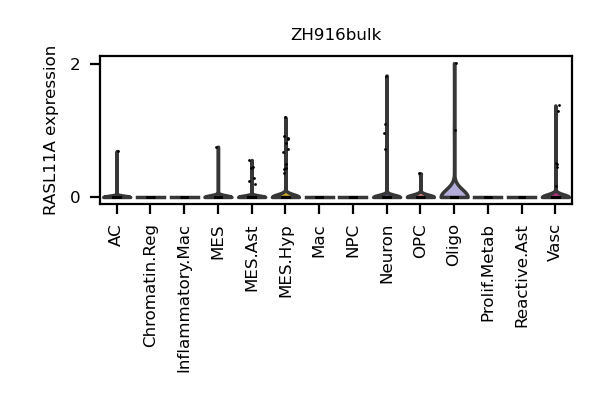 ZH916bulk
RASL11A expression
2
0
AC
Chromatin.Reg
Inflammatory.Mac
MES
MES.Ast
MES.Hyp
Mac
NPC
Neuron
OPC
Oligo
Prolif.Metab
Reactive.Ast
Vasc